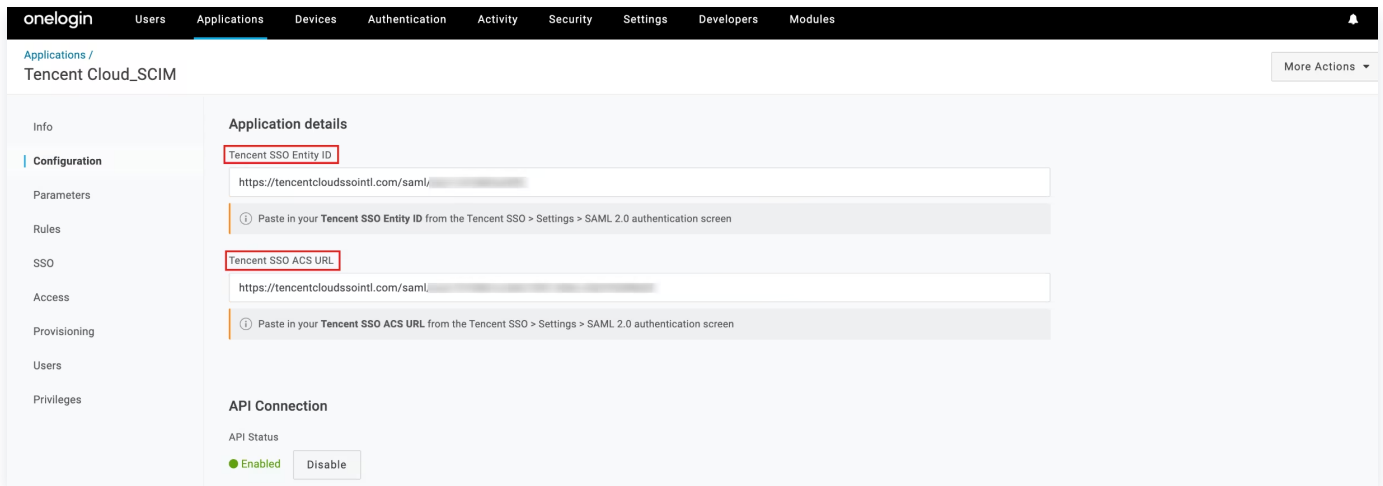 onelogin Users Applications Devices Authentication Activity Security Settings Developers Modules
Applications /
Tencent Cloud_SCIM
More Actions
Info
Configuration
Parameters
Rules
SSO
Access
Provisioning
Users
Privileges
Application details
Tencent SSO Entity ID
https://tencentcloudssointl.com/saml/
Paste in your Tencent SSO Entity ID from the Tencent SSO > Settings > SAML 2.0 authentication screen
Tencent SSO ACS URL
https://tencentcloudssointl.com/saml/
Paste in your Tencent SSO ACS URL from the Tencent SSO > Settings > SAML 2.0 authentication screen
API Connection
API Status
Enabled
Disable